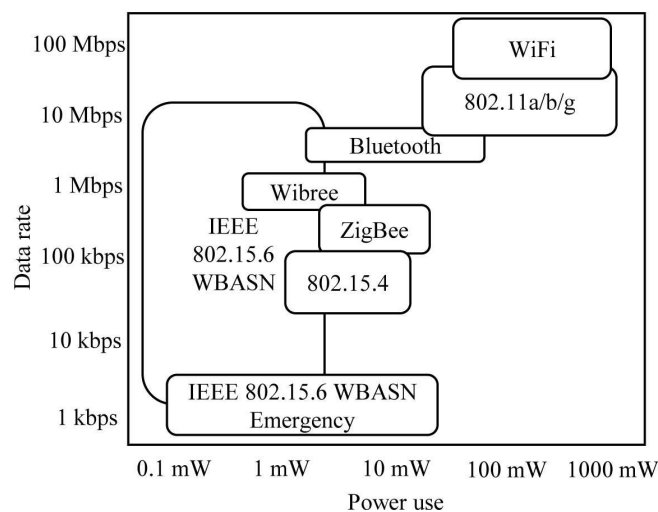 100 Mbps
WiFi
802.11a/b/g
10 Mbps
Bluetooth
1 Mbps
Wibree
IEEE
802.15.6
WBASN
ZigBee
Data rate
100 kbps
802.15.4
10 kbps
IEEE 802.15.6 WBASN
Emergency
1 kbps
0.1 mW
1 mW
10 mW
100 mW
1000 mW
Power use